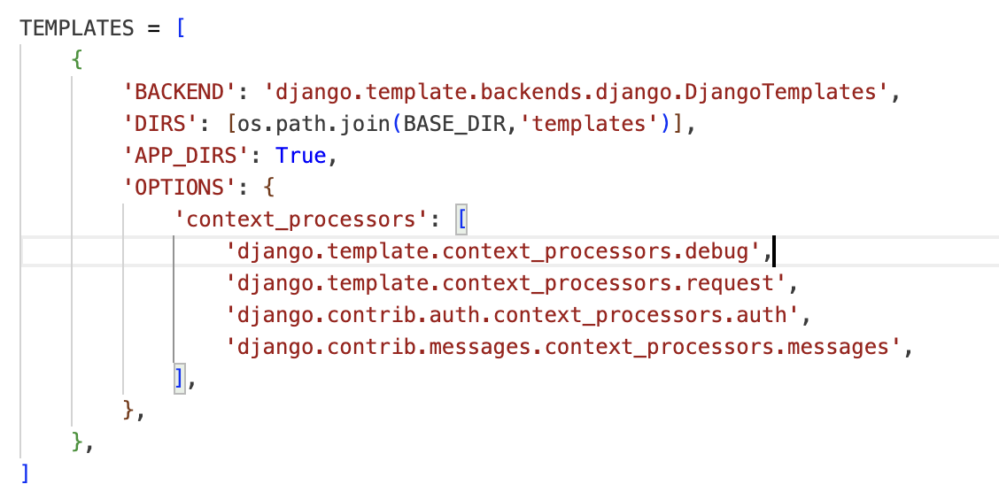 TEMPLATES = [
    {
        'BACKEND': 'django.template.backends.django.DjangoTemplates',
        'DIRS': [os.path.join(BASE_DIR,'templates')],
        'APP_DIRS': True,
        'OPTIONS': {
            'context_processors': [
                'django.template.context_processors.debug',
                'django.template.context_processors.request',
                'django.contrib.auth.context_processors.auth',
                'django.contrib.messages.context_processors.messages',
            ],
        },
    },
]